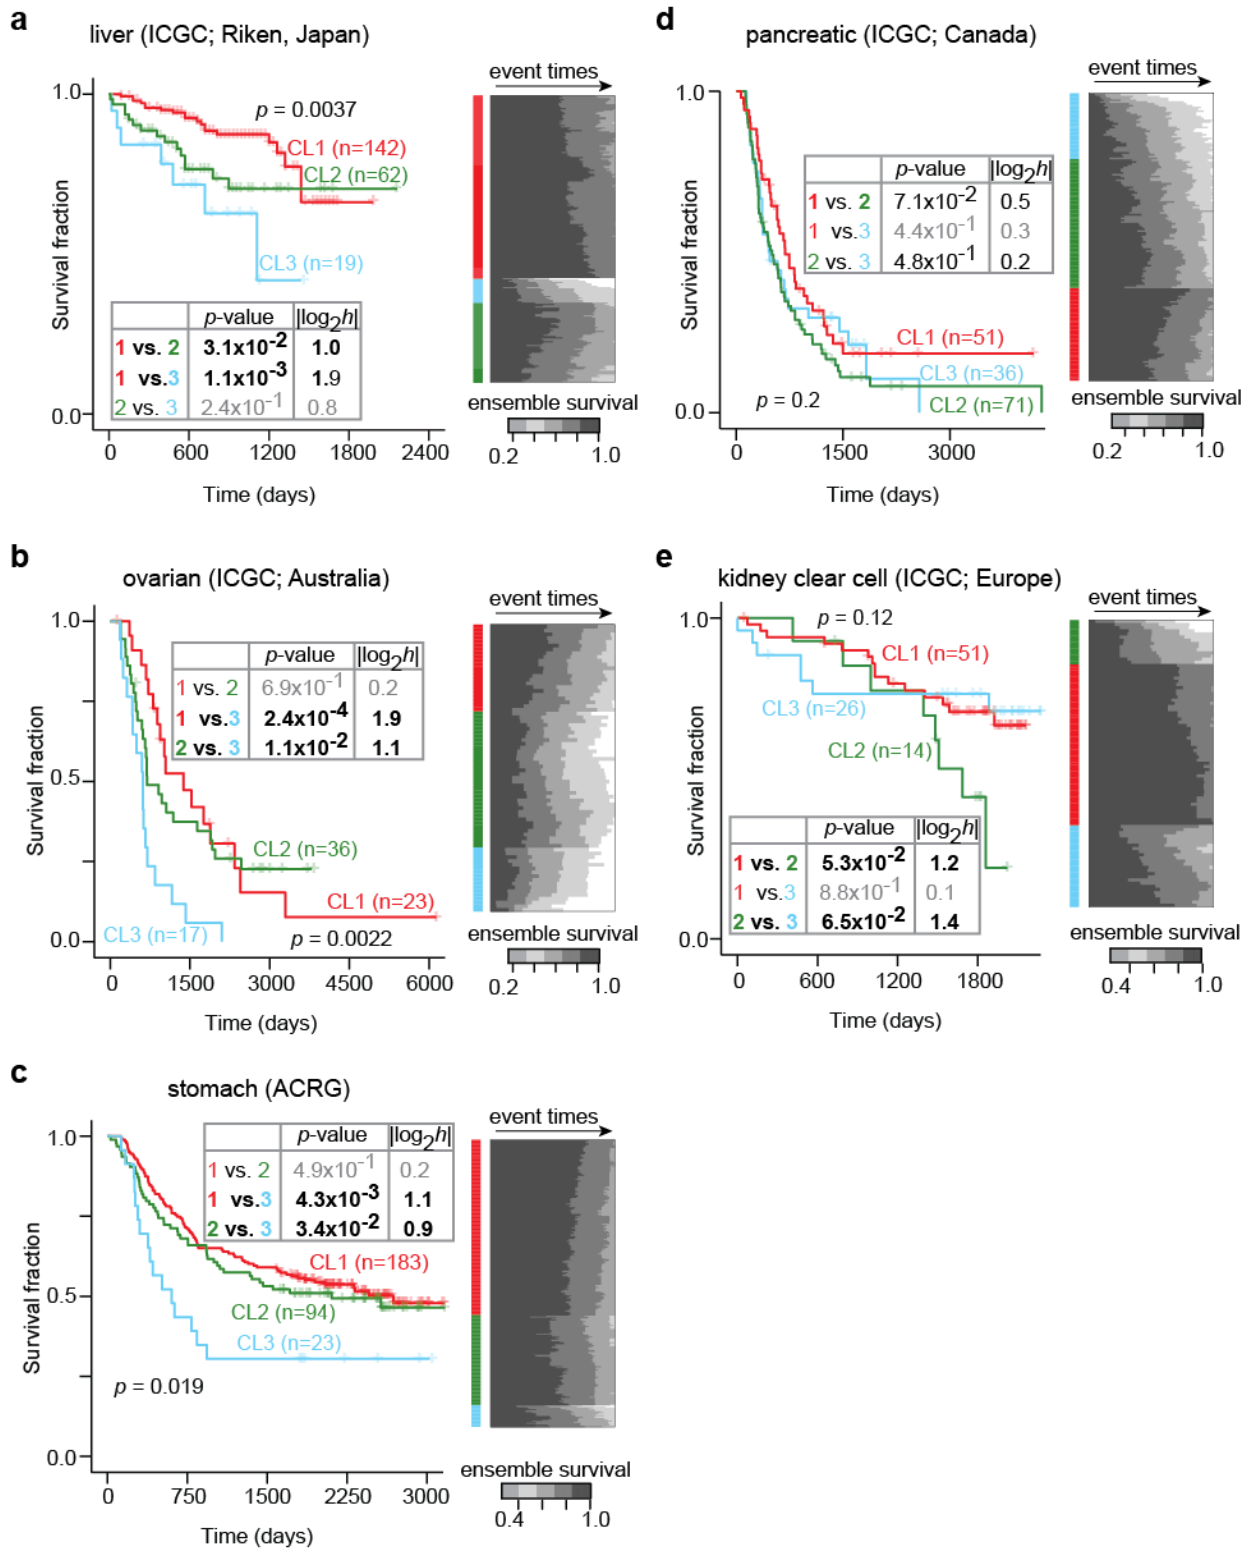 a
liver (ICGC; Riken, Japan)
event times
1.0
p = 0.0037
CL1 (n=142)
CL2 (n=62)
CL3 (n=19)
Survival fraction
p-value |log2h|
1 vs. 2 3.1x10-2 1.0
1 vs.3 1.1x10-3 1.9
2 vs. 3 2.4x10-1 0.8
0.0
0 600 1200 1800 2400
Time (days)
ensemble survival
0.2 1.0
d
pancreatic (ICGC; Canada)
event times
1.0
p-value |log2h|
1 vs. 2 7.1x10-2 0.5
1 vs.3 4.4x10-1 0.3
2 vs. 3 4.8x10-1 0.2
Survival fraction
CL1 (n=51)
CL3 (n=36)
CL2 (n=71)
p = 0.2
0.0
0 1500 3000
Time (days)
ensemble survival
0.2 1.0
b
ovarian (ICGC; Australia)
event times
1.0
p-value |log2h|
1 vs. 2 6.9x10-1 0.2
1 vs.3 2.4x10-4 1.9
2 vs. 3 1.1x10-2 1.1
0.5
Survival fraction
CL2 (n=36)
CL1 (n=23)
CL3 (n=17)
p = 0.0022
0.0
0 1500 3000 4500 6000
Time (days)
ensemble survival
0.2 1.0
e
kidney clear cell (ICGC; Europe)
event times
1.0
p = 0.12
CL1 (n=51)
CL3 (n=26)
CL2 (n=14)
Survival fraction
p-value |log2h|
1 vs. 2 5.3x10-2 1.2
1 vs.3 8.8x10-1 0.1
2 vs. 3 6.5x10-2 1.4
0.0
0 600 1200 1800
Time (days)
ensemble survival
0.4 1.0
c
stomach (ACRG)
event times
1.0
p-value |log2h|
1 vs. 2 4.9x10-1 0.2
1 vs.3 4.3x10-3 1.1
2 vs. 3 3.4x10-2 0.9
CL1 (n=183)
0.5
CL2 (n=94)
CL3 (n=23)
Survival fraction
p = 0.019
0.0
0 750 1500 2250 3000
Time (days)
ensemble survival
0.4 1.0